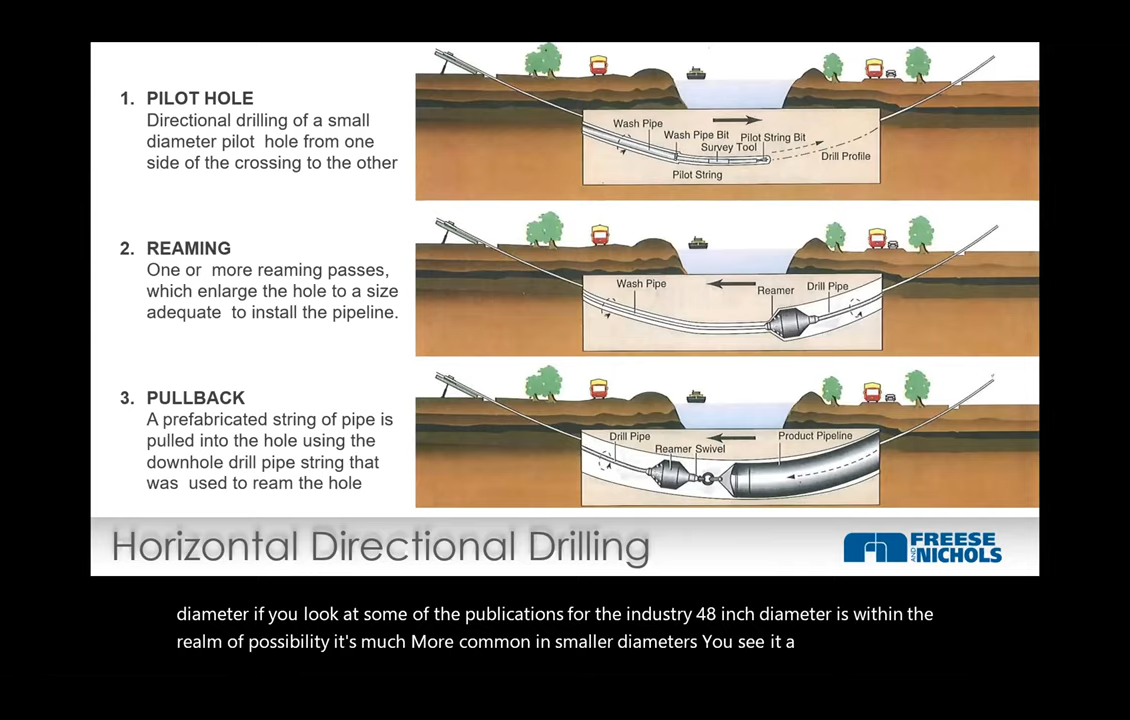 1. PILOT HOLE
Directional drilling of a small
diameter pilot hole from one
side of the crossing to the other
Wash Pipe
Wash Pipe Bit
Pilot String Bit
Survey Tool
Drill Profile
Pilot String
2. REAMING
One or more reaming passes,
which enlarge the hole to a size
adequate to install the pipeline.
Wash Pipe
Reamer
Drill Pipe
3. PULLBACK
A prefabricated string of pipe is
pulled into the hole using the
downhole drill pipe string that
was used to ream the hole
Drill Pipe
Product Pipeline
Reamer Swivel
Horizontal Directional Drilling
FREESE
AND NICHOLS
diameter if you look at some of the publications for the industry 48 inch diameter is within the
realm of possibility it's much More common in smaller diameters You see it a